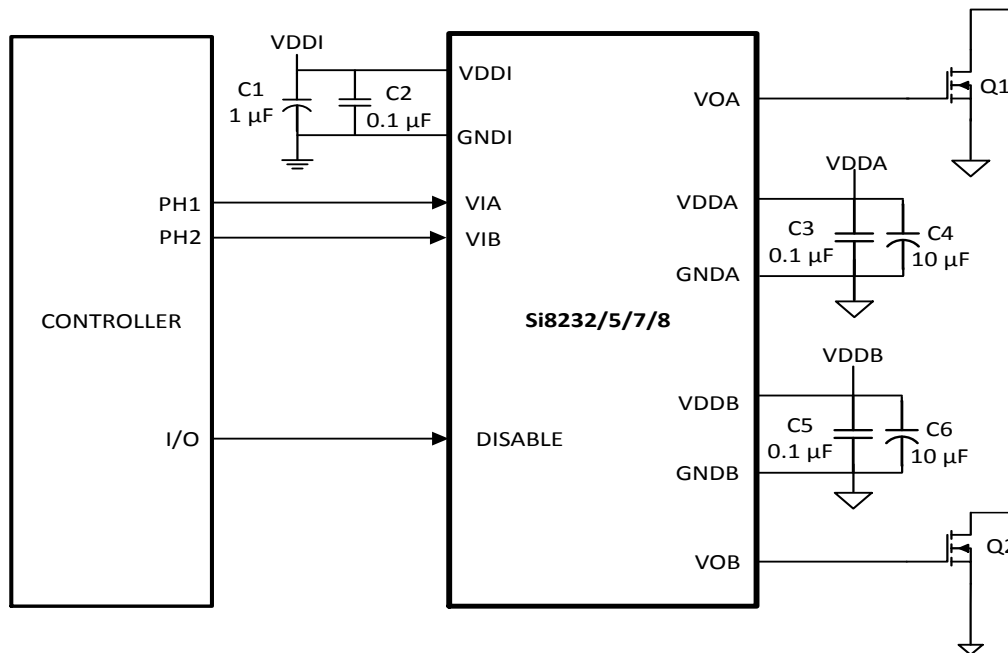 VDDI
C1
1 µF
C2
0.1 µF
VDDI
GNDI
VOA
Q1
PH1
PH2
VIA
VIB
VDDA
VDDA
C3
0.1 µF
C4
10 µF
GNDA
CONTROLLER
Si8232/5/7/8
VDDB
VDDB
C5
0.1 µF
C6
10 µF
GNDB
I/O
DISABLE
VOB
Q2